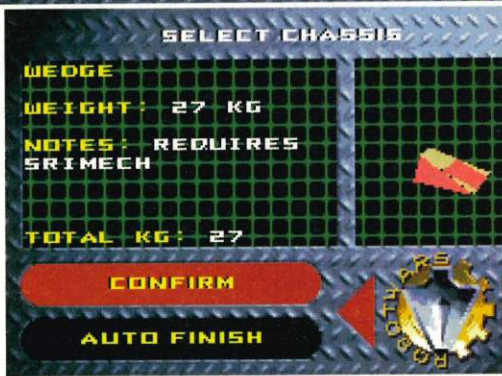 SELECT CHASSIS
WEDGE
WEIGHT: 27 KG
NOTES: REQUIRES
SRIMECH
TOTAL KG: 27
CONFIRM
AUTO FINISH
ROBOT WARS